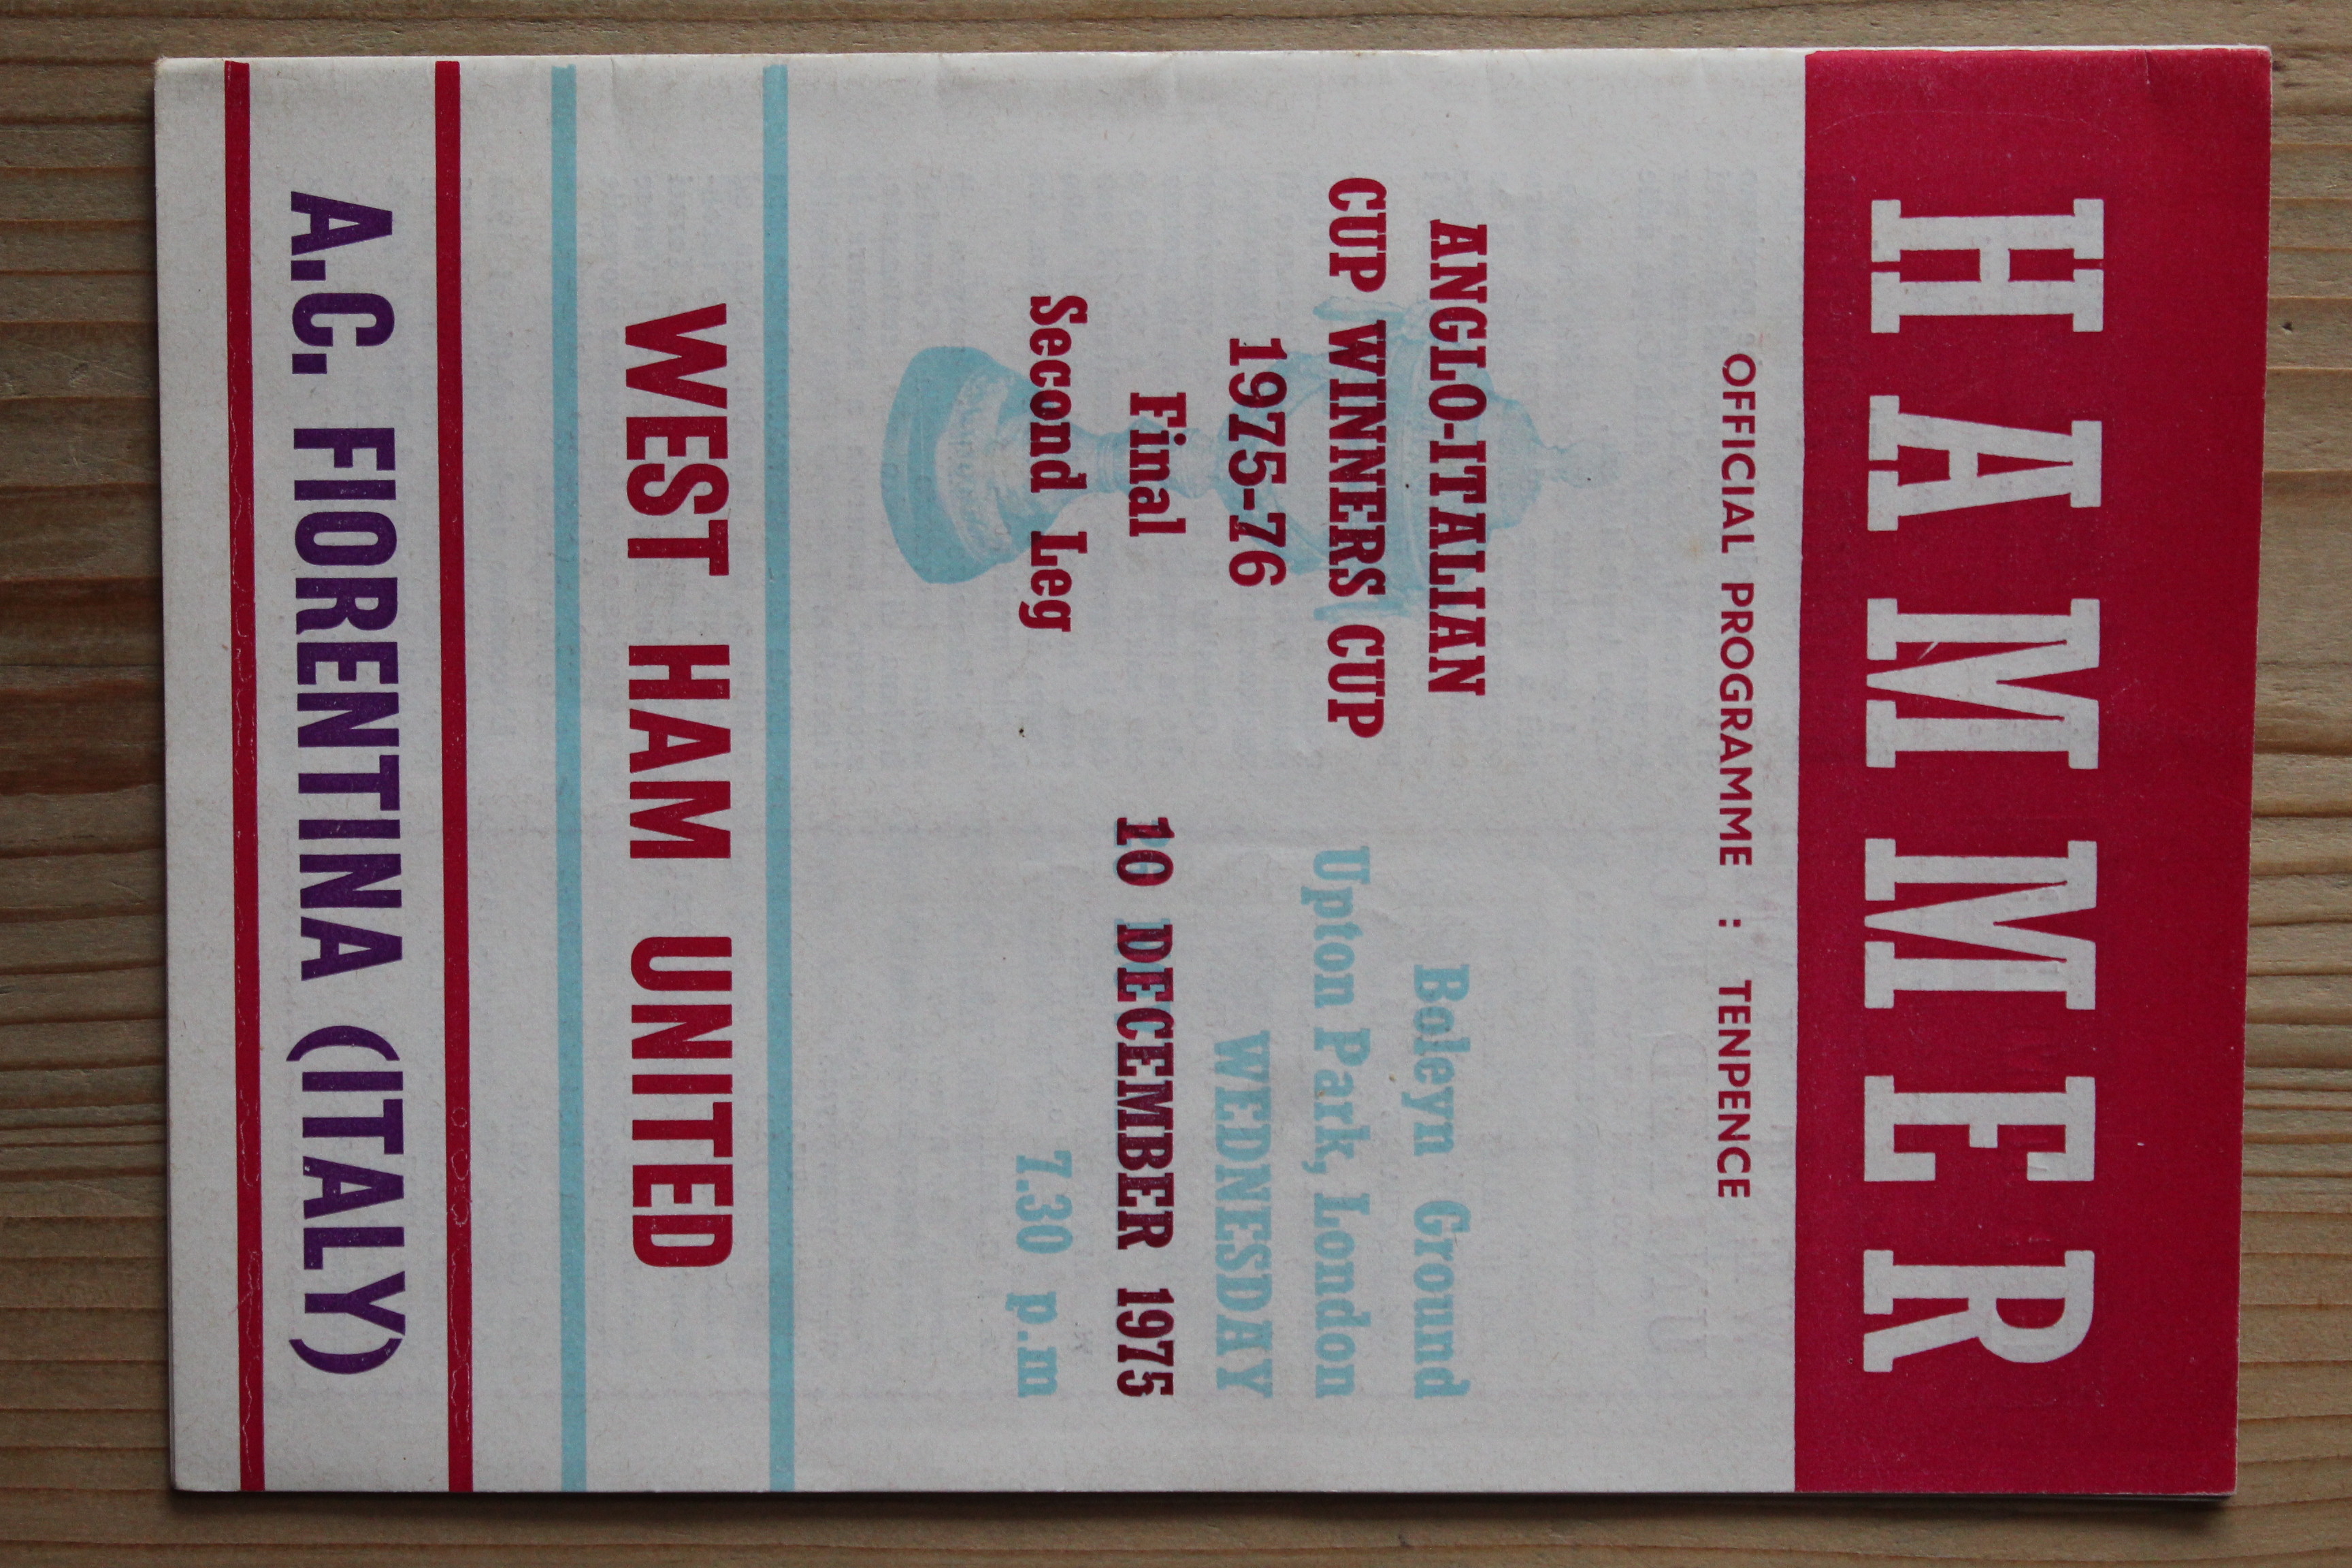 HAMMER
OFFICIAL PROGRAMME : TENPENCE
ANGLO-ITALIAN
CUP WINNERS CUP
1975-76
Final
Second Leg
Boleyn Ground
Upton Park, London
WEDNESDAY
10 DECEMBER 1975
7.30 p.m
WEST HAM UNITED
A.C. FIORENTINA (ITALY)